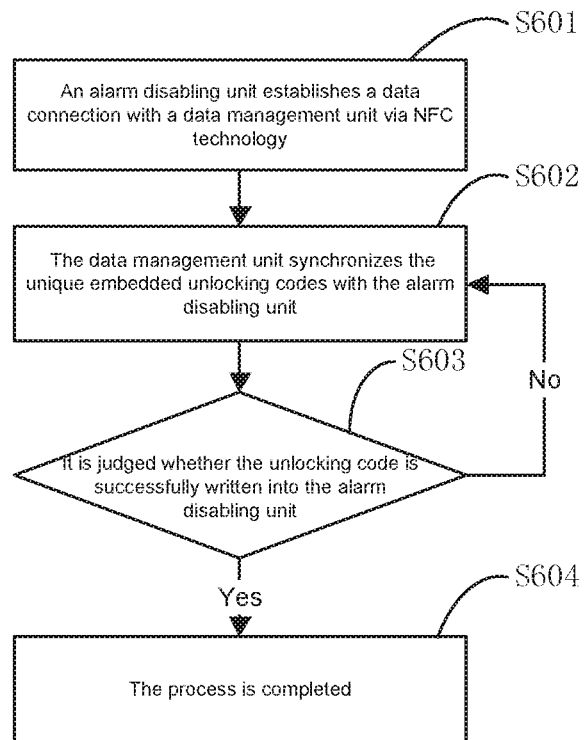 S601
An alarm disabling unit establishes a data
connection with a data management unit via NFC
technology
S602
The data management unit synchronizes the
unique embedded unlocking codes with the alarm
disabling unit
S603
No
It is judged whether the unlocking code is
successfully written into the alarm
disabling unit
Yes
S604
The process is completed